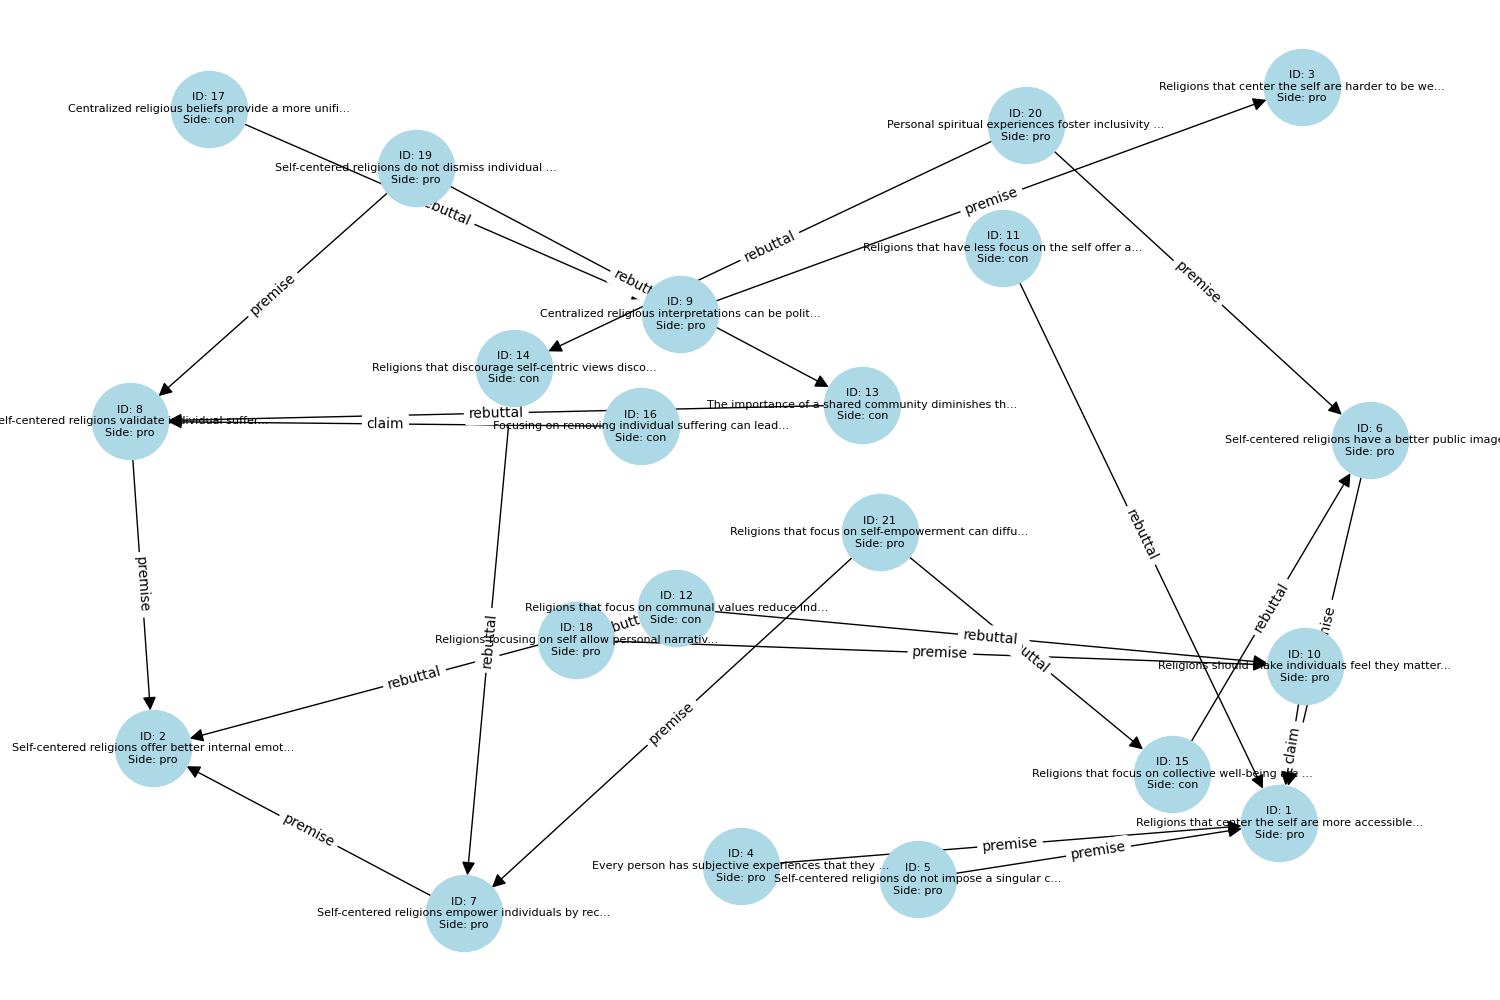 ID: 3
Religions that center the self are harder to be we...
Side: pro
ID: 17
Centralized religious beliefs provide a more unifi...
Side: con
ID: 20
Personal spiritual experiences foster inclusivity ...
Side: pro
ID: 19
Self-centered religions do not dismiss individual ...
Side: pro
premise
rebuttal
ID: 11
Religions that have less focus on the self offer a...
Side: con
premise
premise
ID: 9
Centralized religious interpretations can be polit...
Side: pro
ID: 14
Religions that discourage self-centric views disco...
Side: con
ID: 13
The importance of a shared community diminishes th...
Side: con
ID: 8
elf-centered religions validate individual suffer...
Side: pro
rebuttal
claim
ID: 16
Focusing on removing individual suffering can lead...
Side: con
ID: 6
Self-centered religions have a better public image
Side: pro
ID: 21
Religions that focus on self-empowerment can diffu...
Side: pro
rebuttal
premise
ID: 12
Religions that focus on communal values reduce ind...
Side: con
rebuttal
ID: 18
Religions focusing on self allow personal narrativ...
Side: pro
rebuttal
rebuttal
premise
rebuttal
ID: 10
Religions should make individuals feel they matter...
Side: pro
premise
ID: 2
Self-centered religions offer better internal emot...
Side: pro
claim
ID: 15
Religions that focus on collective well-being ...
Side: con
ID: 1
Religions that center the self are more accessible...
Side: pro
premise
premise
premise
ID: 4
Every person has subjective experiences that they ...
Side: pro
ID: 5
Self-centered religions do not impose a singular c...
Side: pro
ID: 7
Self-centered religions empower individuals by rec...
Side: pro